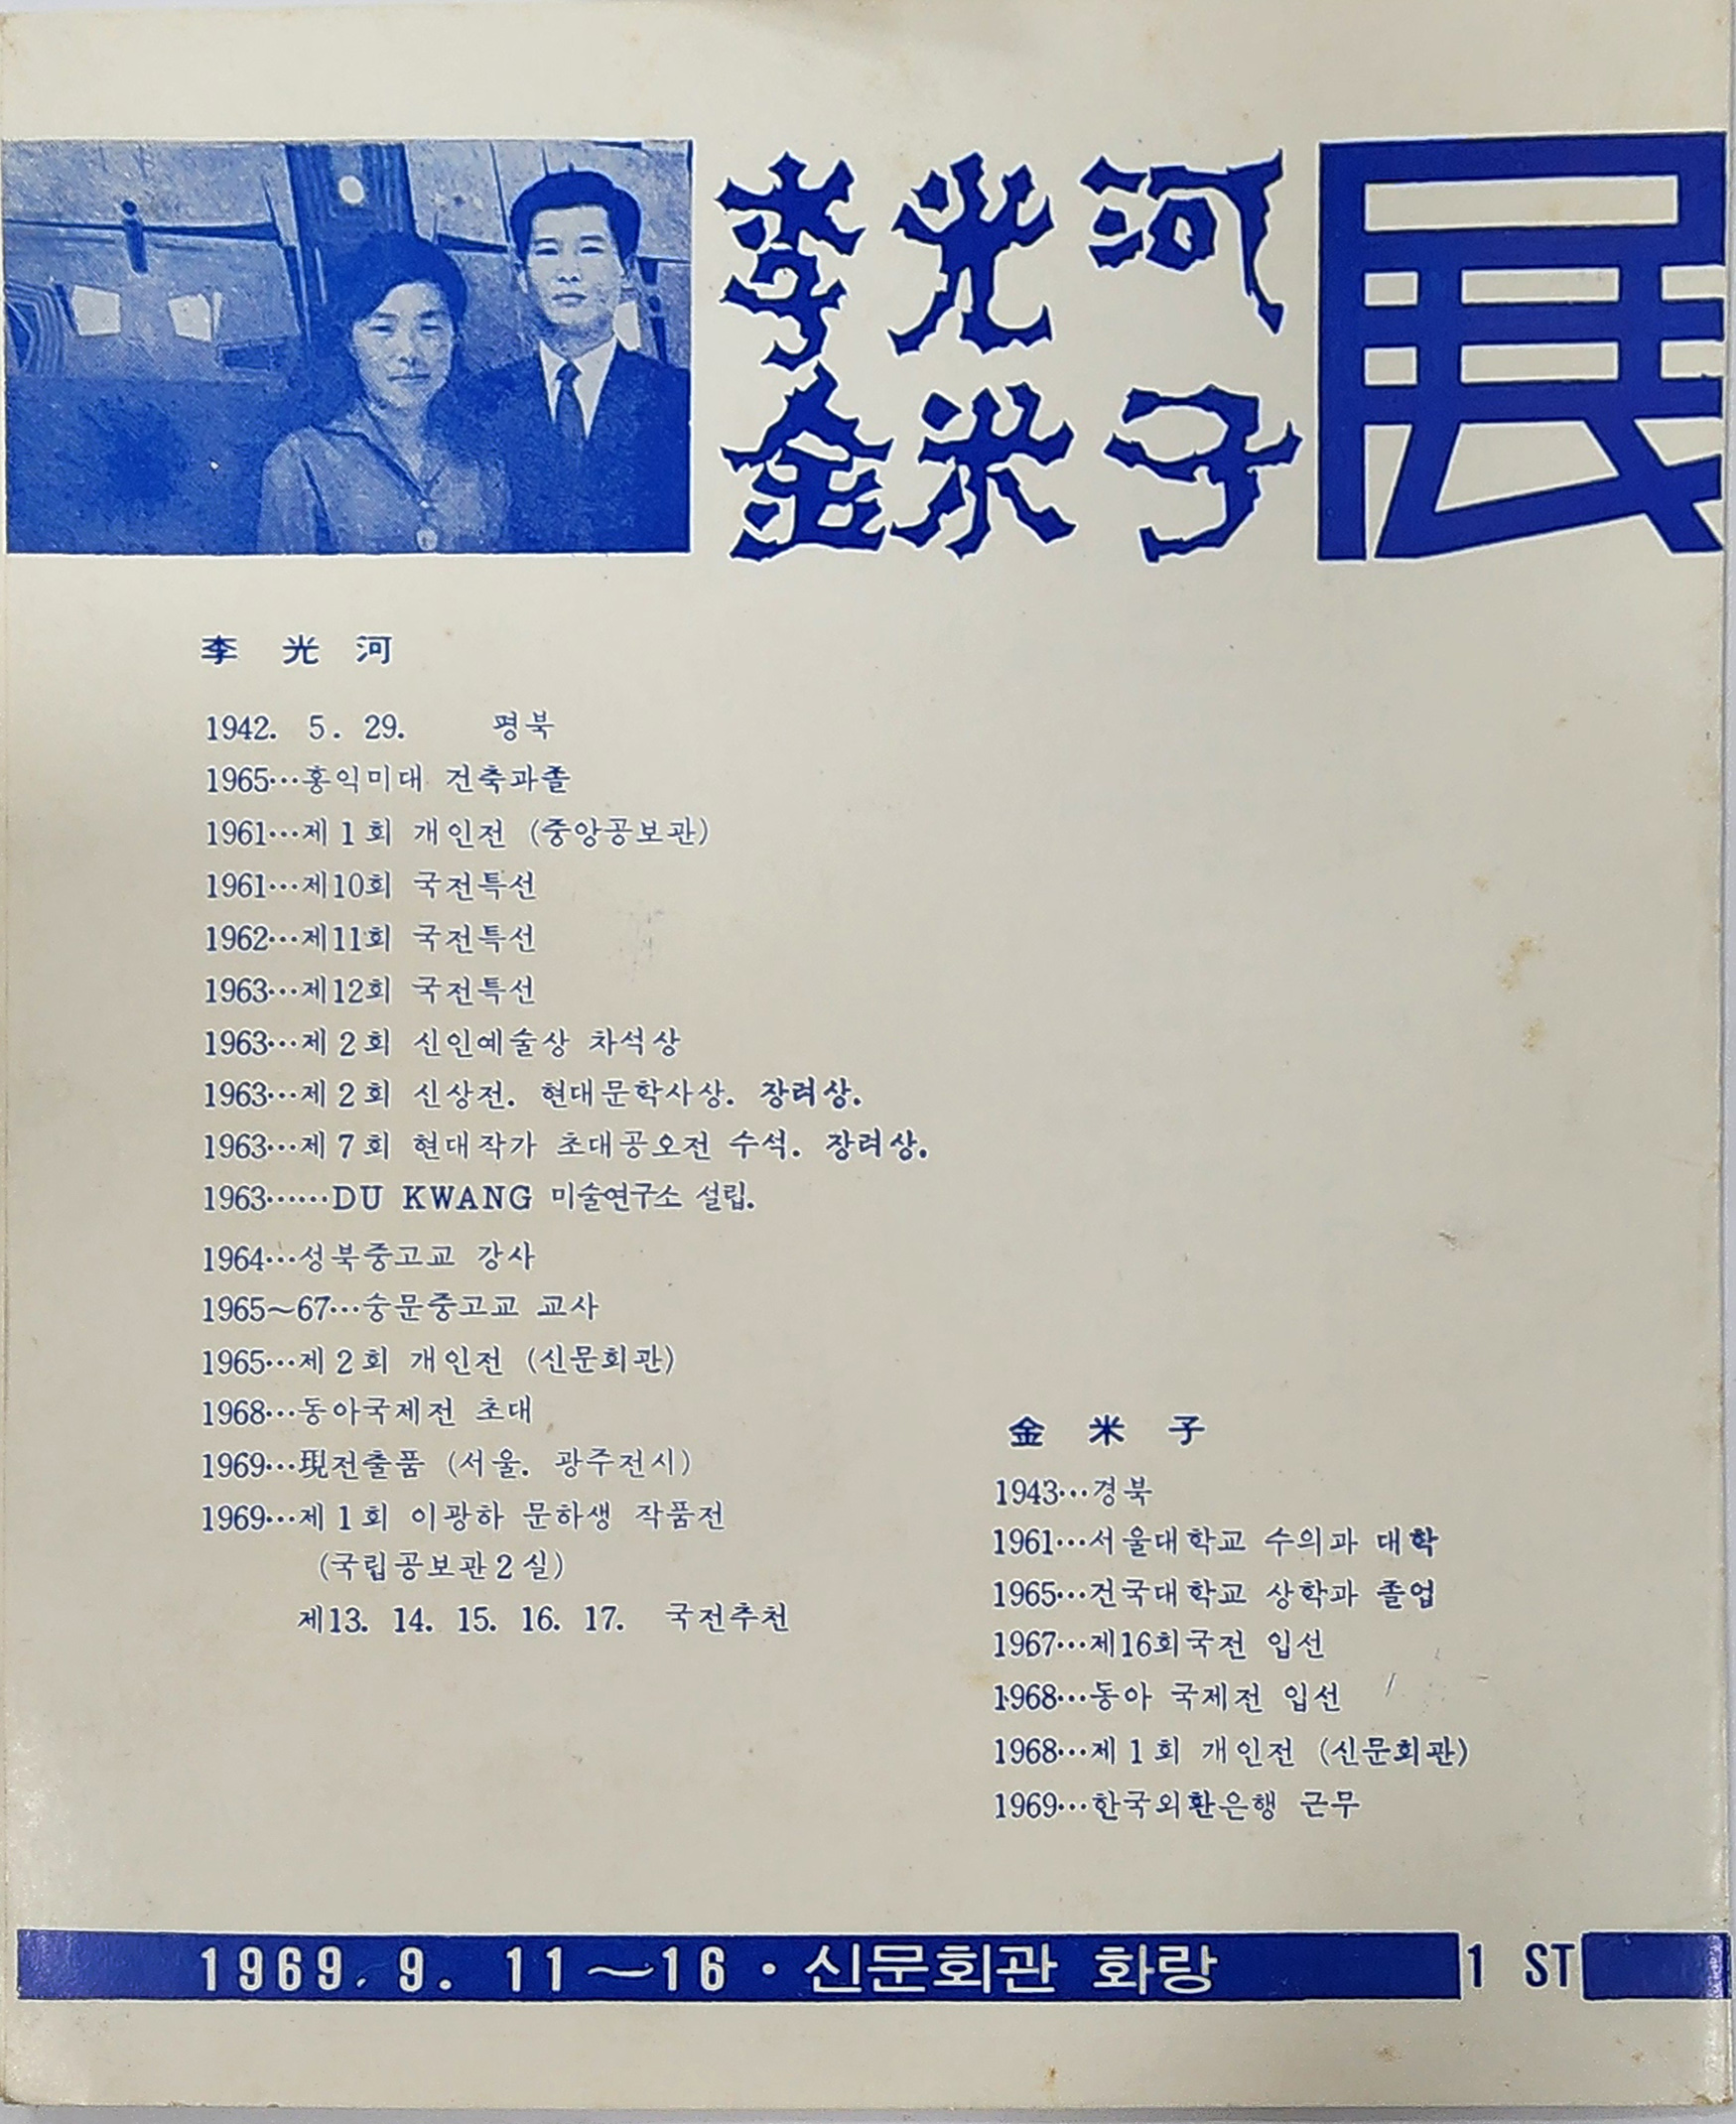 李光河
金米子
展
李 光 河
1942. 5. 29. 평북
1965…홍익미대 건축과졸
1961…제1회 개인전 (중앙공보관)
1961…제10회 국전특선
1962…제11회 국전특선
1963…제12회 국전특선
1963…제2회 신인예술상 차석상
1963…제2회 신상전. 현대문학사상. 장려상.
1963…제7회 현대작가 초대공오전 수석. 장려상.
1963……DU KWANG 미술연구소 설립.
1964…성북중고교 강사
1965~67…숭문중고교 교사
1965…제2회 개인전 (신문회관)
1968…동아국제전 초대
1969…現전출품 (서울. 광주전시)
1969…제1회 이광하 문하생 작품전
(국립공보관2실)
제13. 14. 15. 16. 17. 국전추천
金 米 子
1943…경북
1961…서울대학교 수의과 대학
1965…건국대학교 상학과 졸업
1967…제16회국전 입선
1968…동아 국제전 입선
1968…제1회 개인전 (신문회관)
1969…한국외환은행 근무
1969. 9. 11~16·신문회관 화랑 1 ST